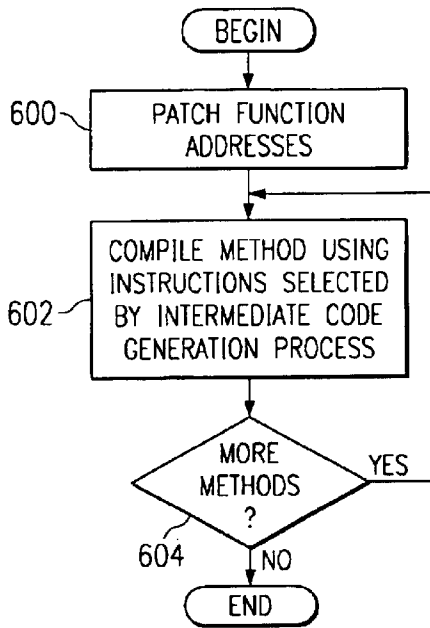 BEGIN
600
PATCH FUNCTION
ADDRESSES
602
COMPILE METHOD USING
INSTRUCTIONS SELECTED
BY INTERMEDIATE CODE
GENERATION PROCESS
MORE
METHODS
?
YES
604
NO
END